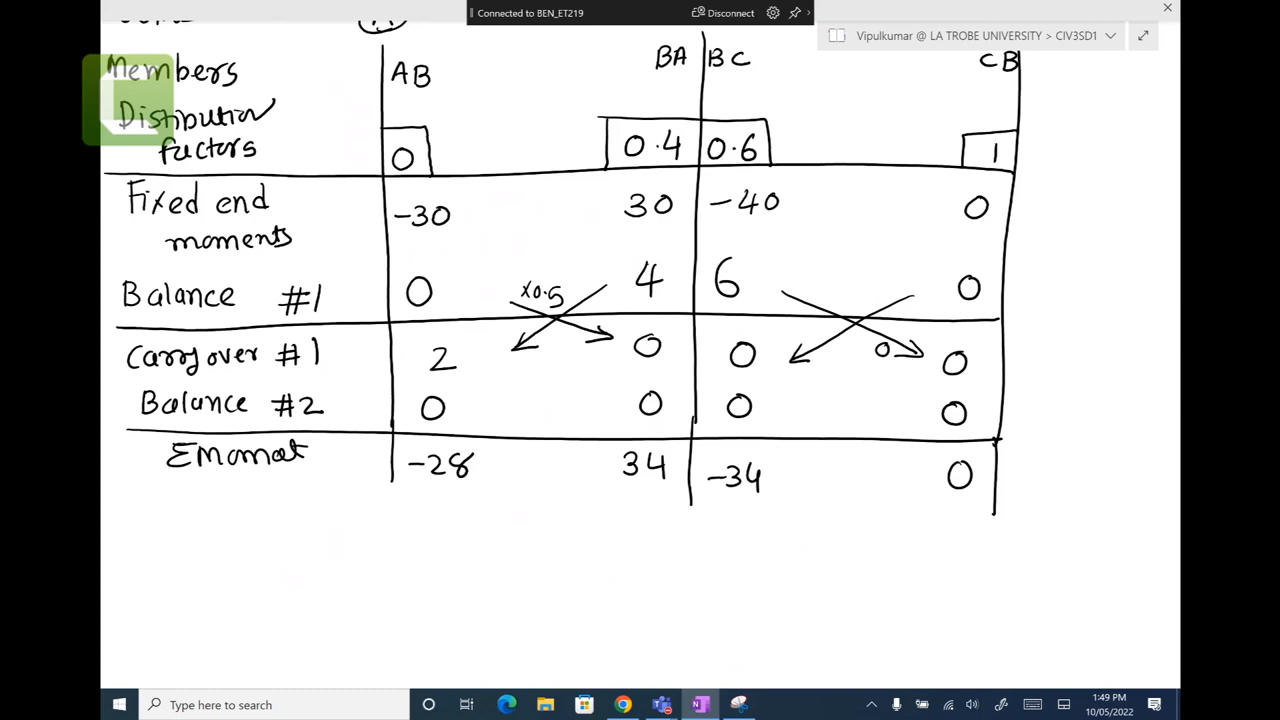 Connected to BEN_ET219 Disconnect
Vipulkumar @ LA TROBE UNIVERSITY > CIV3SD1
Members AB BA BC CB
Distribution
factors 0 0.4 0.6 1
Fixed end
moments -30 30 -40 0
Balance #1 0 4 6 0
x0.5
0
Carryover #1 2 0 0 0
Balance #2 0 0 0 0
ΣMomat -28 34 -34 0
Type here to search
1:49 PM
10/05/2022